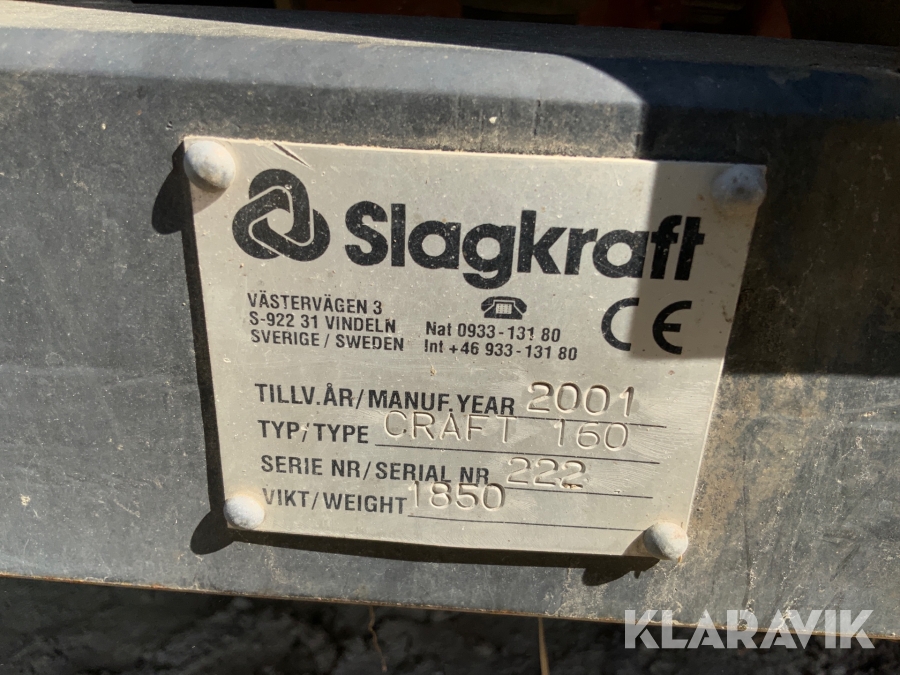 Slagkraft
VÄSTERVÄGEN 3
S-922 31 VINDELN
SVERIGE / SWEDEN
Nat 0933-131 80
Int +46 933-131 80
CE
TILLV.ÅR/MANUF.YEAR 2001
TYP/TYPE CRAFT 160
SERIE NR/SERIAL NR 222
VIKT/WEIGHT 1850
KLARAVIK